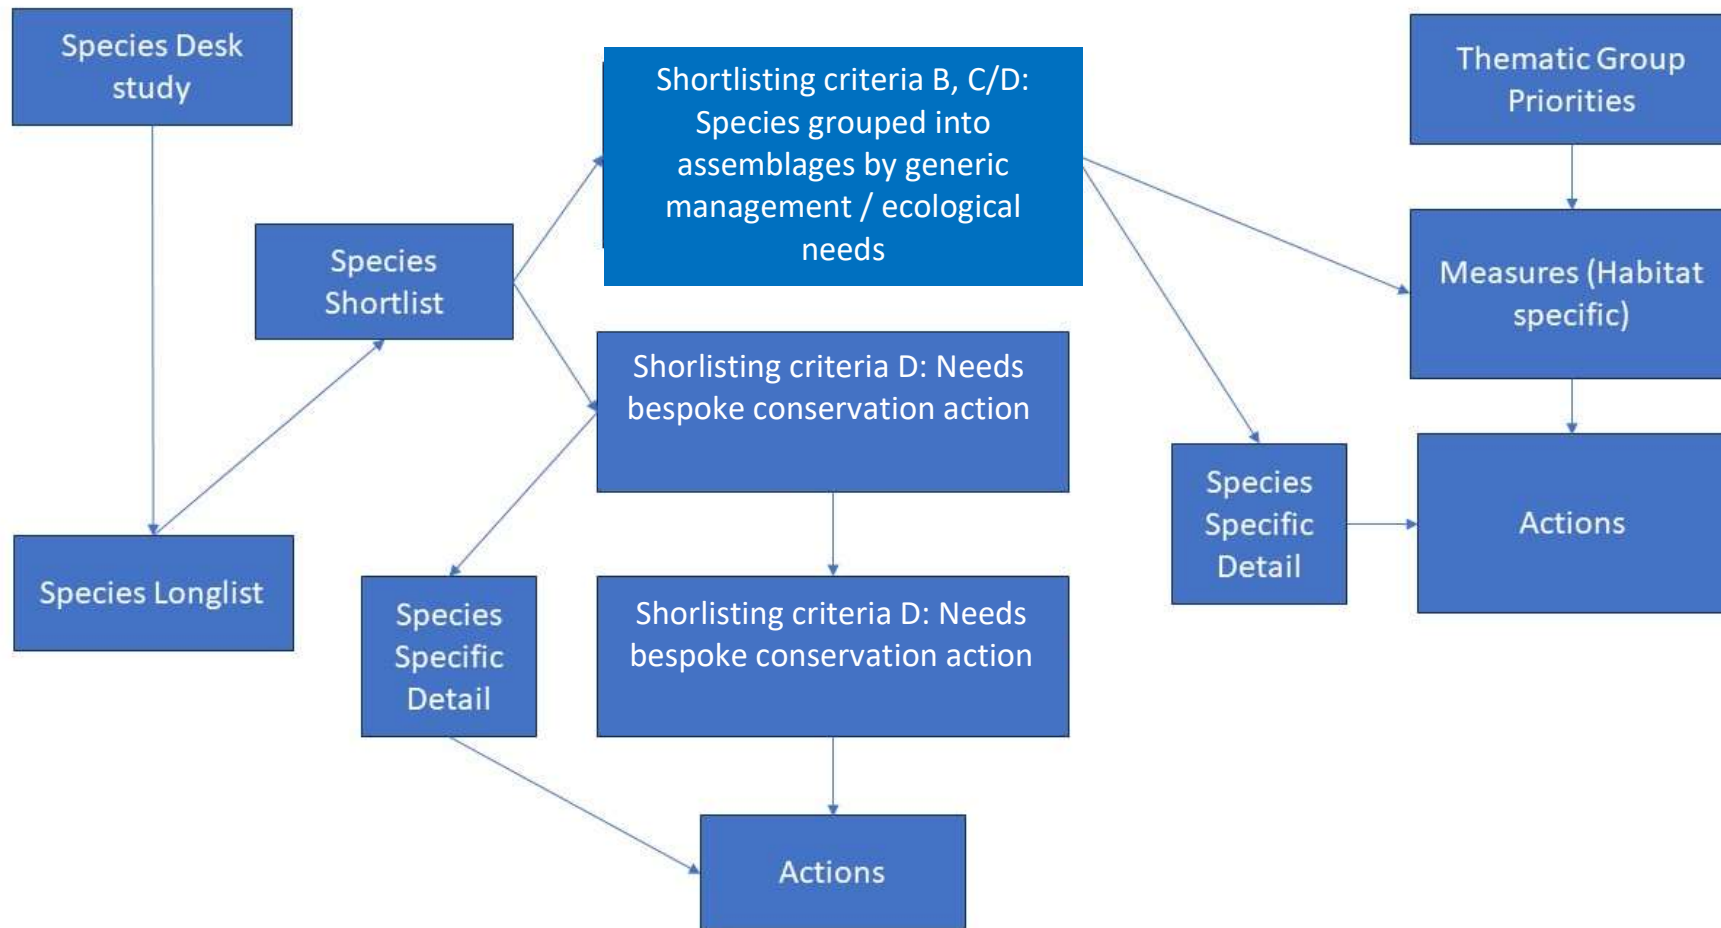 Species Desk
study
Species Longlist
Species
Shortlist
Shortlisting criteria B, C/D:
Species grouped into
assemblages by generic
management / ecological
needs
Shorlisting criteria D: Needs
bespoke conservation action
Species
Specific
Detail
Shorlisting criteria D: Needs
bespoke conservation action
Actions
Thematic Group
Priorities
Measures (Habitat
specific)
Species
Specific
Detail
Actions